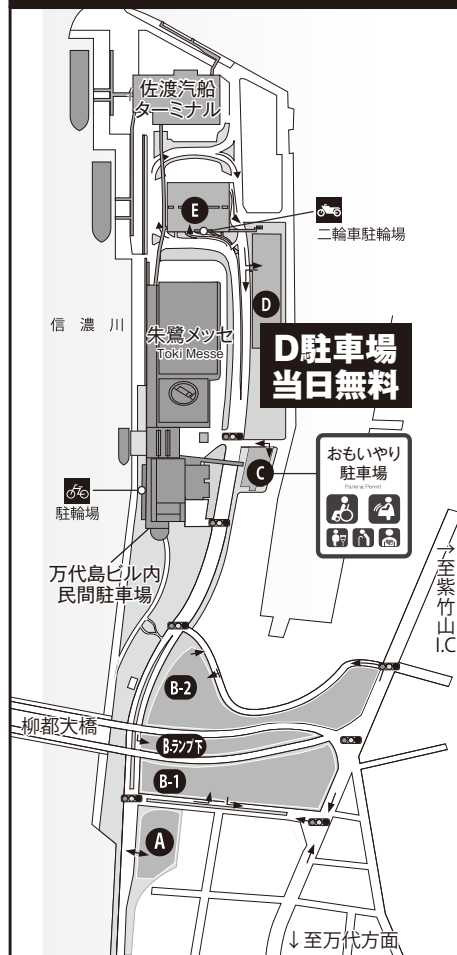 佐渡汽船
ターミナル
E
二輪車駐輪場
D
信濃川
朱鷺メッセ
Toki Messe
D駐車場
当日無料
C
おもいやり
駐車場
Parking Permit
駐輪場
万代島ビル内
民間駐車場
→至紫竹山I.C
B-2
柳都大橋
B.ランプ下
B-1
A
↓至万代方面